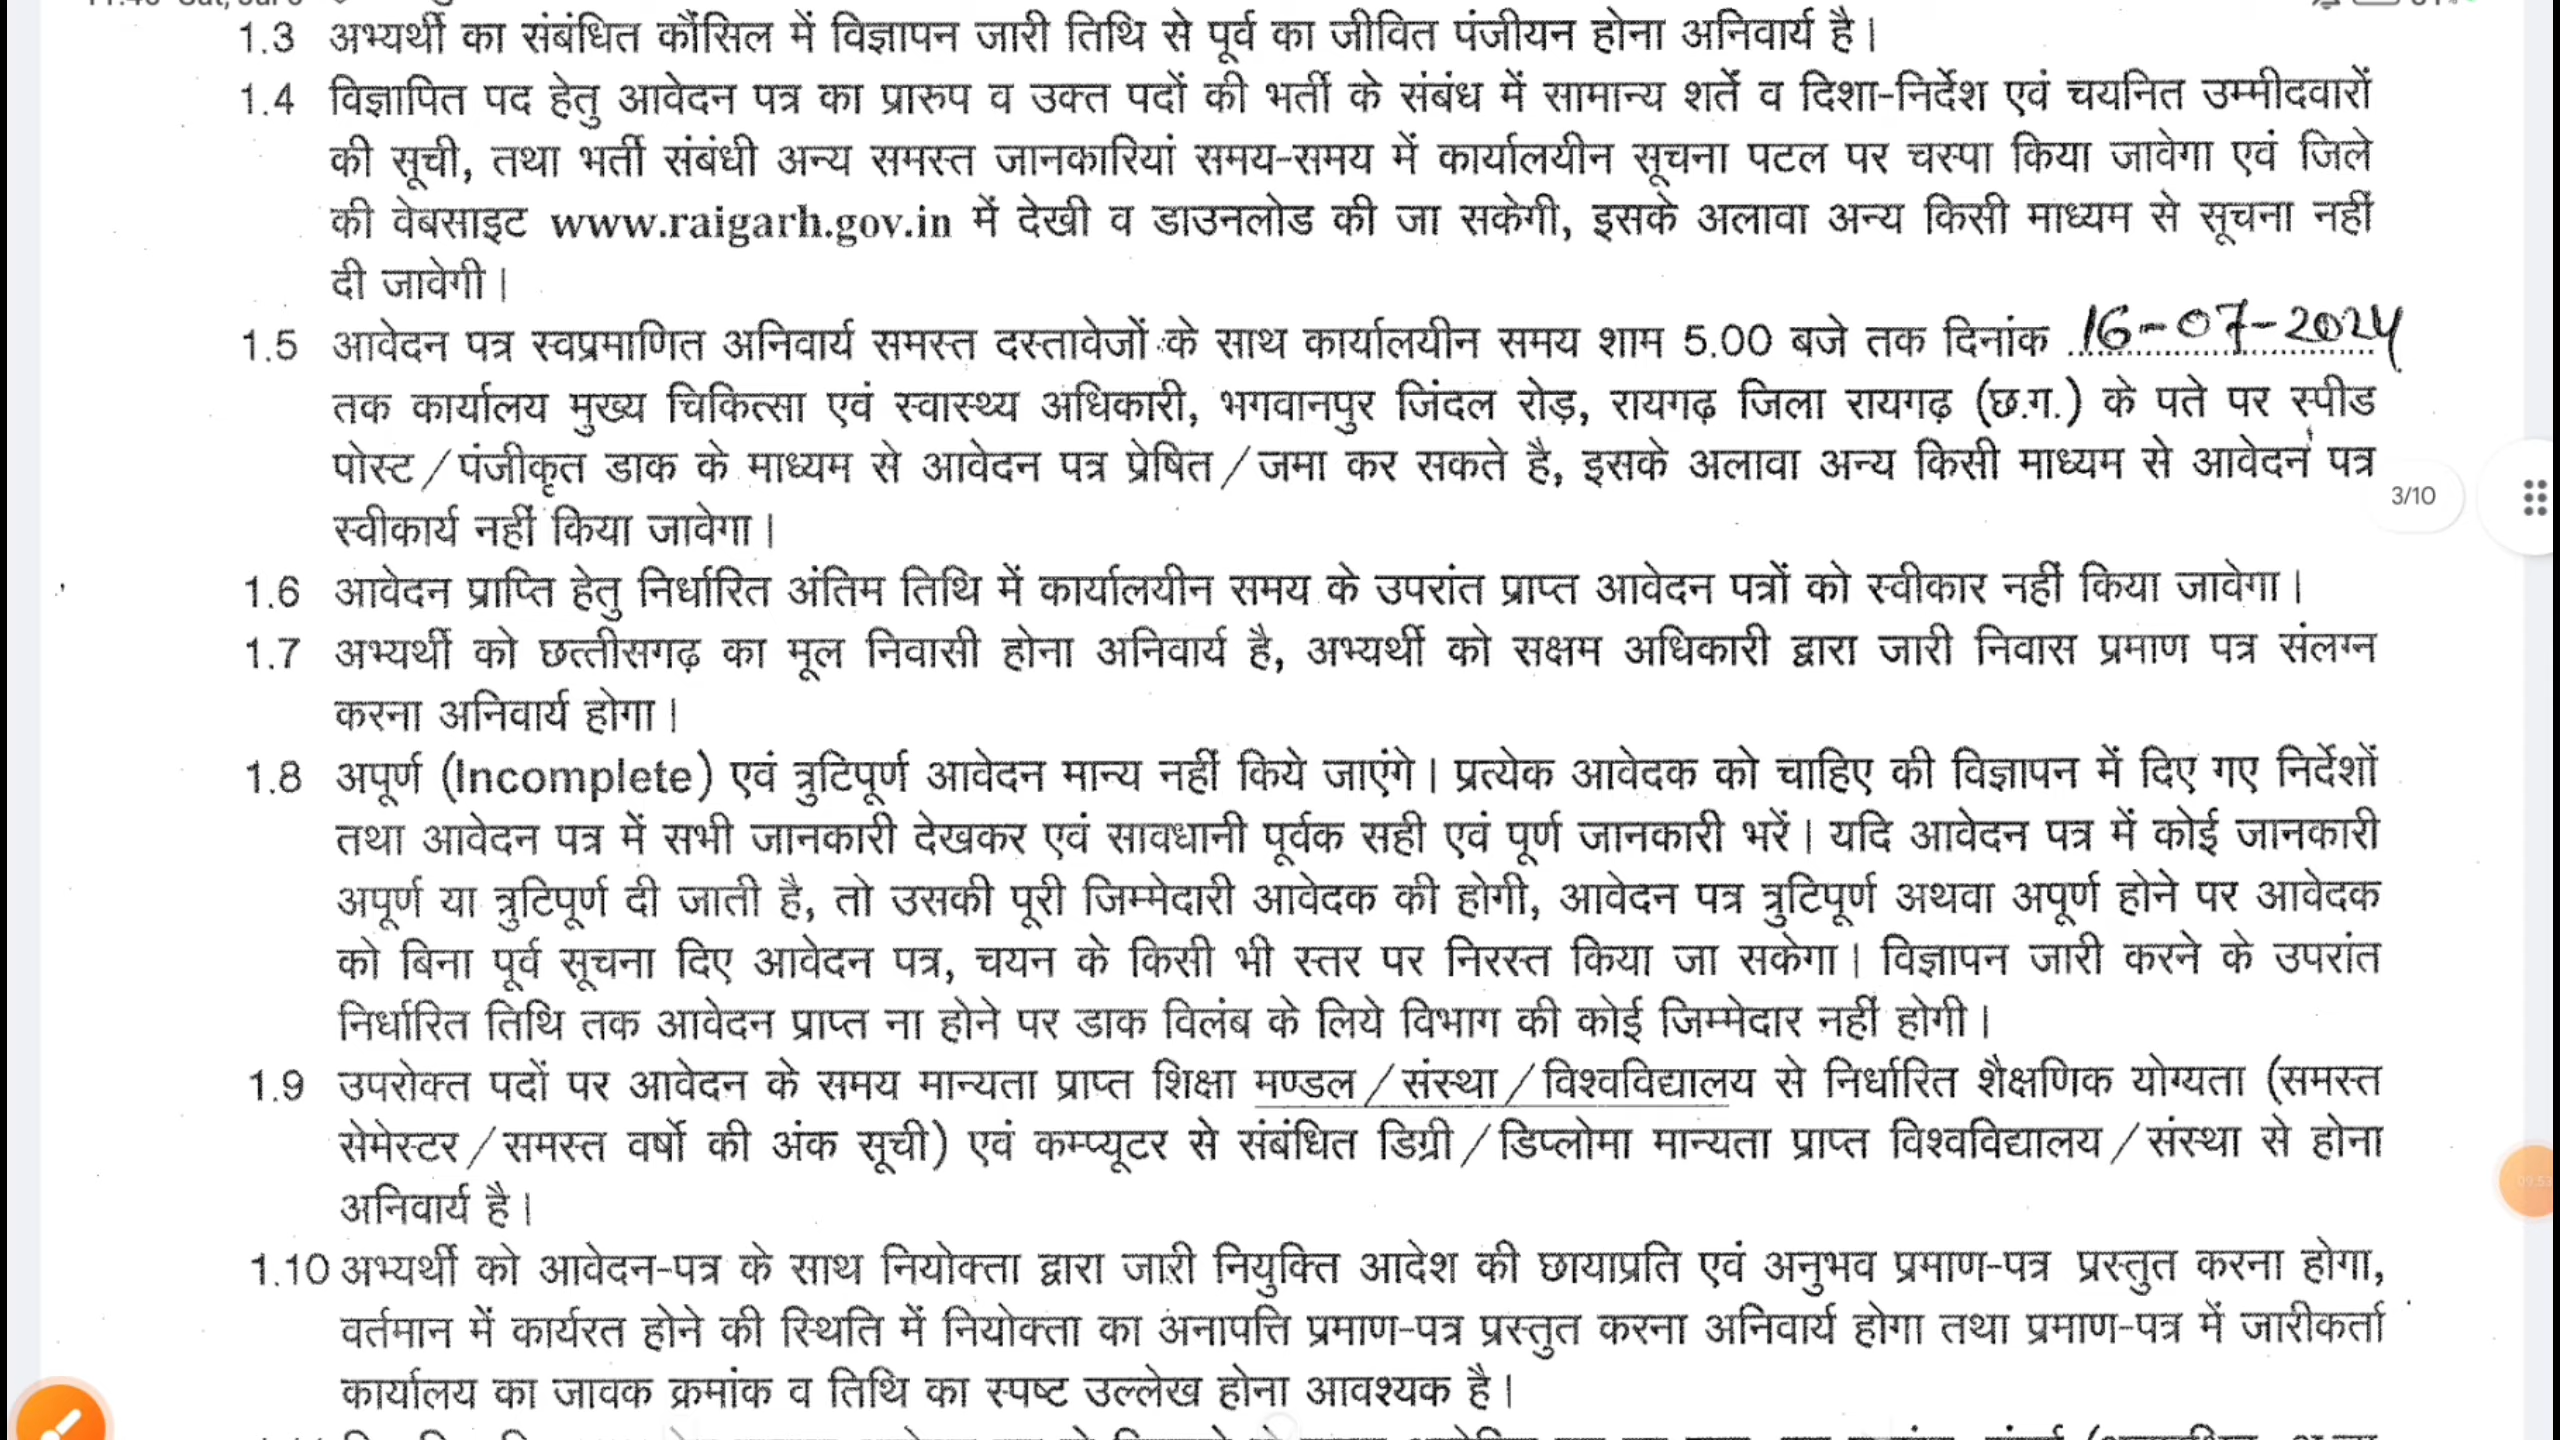 1.3 अभ्यर्थी का संबंधित कौंसिल में विज्ञापन जारी तिथि से पूर्व का जीवित पंजीयन होना अनिवार्य है।
1.4 विज्ञापित पद हेतु आवेदन पत्र का प्रारुप व उक्त पदों की भर्ती के संबंध में सामान्य शर्ते व दिशा-निर्देश एवं चयनित उम्मीदवारों
की सूची, तथा भर्ती संबंधी अन्य समस्त जानकारियां समय-समय में कार्यालयीन सूचना पटल पर चस्पा किया जावेगा एवं जिले
की वेबसाइट www.raigarh.gov.in में देखी व डाउनलोड की जा सकेगी, इसके अलावा अन्य किसी माध्यम से सूचना नहीं
दी जावेगी।
1.5 आवेदन पत्र स्वप्रमाणित अनिवार्य समस्त दस्तावेजों के साथ कार्यालयीन समय शाम 5.00 बजे तक दिनांक 16-07-2024
तक कार्यालय मुख्य चिकित्सा एवं स्वास्थ्य अधिकारी, भगवानपुर जिंदल रोड़, रायगढ़ जिला रायगढ़ (छ.ग.) के पते पर स्पीड
पोस्ट/पंजीकृत डाक के माध्यम से आवेदन पत्र प्रेषित/जमा कर सकते है, इसके अलावा अन्य किसी माध्यम से आवेदन पत्र
3/10
स्वीकार्य नहीं किया जावेगा।
1.6 आवेदन प्राप्ति हेतु निर्धारित अंतिम तिथि में कार्यालयीन समय के उपरांत प्राप्त आवेदन पत्रों को स्वीकार नहीं किया जावेगा।
1.7 अभ्यर्थी को छत्तीसगढ़ का मूल निवासी होना अनिवार्य है, अभ्यर्थी को सक्षम अधिकारी द्वारा जारी निवास प्रमाण पत्र संलग्न
करना अनिवार्य होगा।
1.8 अपूर्ण (Incomplete) एवं त्रुटिपूर्ण आवेदन मान्य नहीं किये जाएंगे। प्रत्येक आवेदक को चाहिए की विज्ञापन में दिए गए निर्देशों
तथा आवेदन पत्र में सभी जानकारी देखकर एवं सावधानी पूर्वक सही एवं पूर्ण जानकारी भरें। यदि आवेदन पत्र में कोई जानकारी
अपूर्ण या त्रुटिपूर्ण दी जाती है, तो उसकी पूरी जिम्मेदारी आवेदक की होगी, आवेदन पत्र त्रुटिपूर्ण अथवा अपूर्ण होने पर आवेदक
को बिना पूर्व सूचना दिए आवेदन पत्र, चयन के किसी भी स्तर पर निरस्त किया जा सकेगा। विज्ञापन जारी करने के उपरांत
निर्धारित तिथि तक आवेदन प्राप्त ना होने पर डाक विलंब के लिये विभाग की कोई जिम्मेदार नहीं होगी।
1.9 उपरोक्त पदों पर आवेदन के समय मान्यता प्राप्त शिक्षा मण्डल/संस्था/विश्वविद्यालय से निर्धारित शैक्षणिक योग्यता (समस्त
सेमेस्टर/समस्त वर्षो की अंक सूची) एवं कम्प्यूटर से संबंधित डिग्री/डिप्लोमा मान्यता प्राप्त विश्वविद्यालय/संस्था से होना
अनिवार्य है।
1.10 अभ्यर्थी को आवेदन-पत्र के साथ नियोक्ता द्वारा जारी नियुक्ति आदेश की छायाप्रति एवं अनुभव प्रमाण-पत्र प्रस्तुत करना होगा,
वर्तमान में कार्यरत होने की स्थिति में नियोक्ता का अनापत्ति प्रमाण-पत्र प्रस्तुत करना अनिवार्य होगा तथा प्रमाण-पत्र में जारीकर्ता
कार्यालय का जावक क्रमांक व तिथि का स्पष्ट उल्लेख होना आवश्यक है।